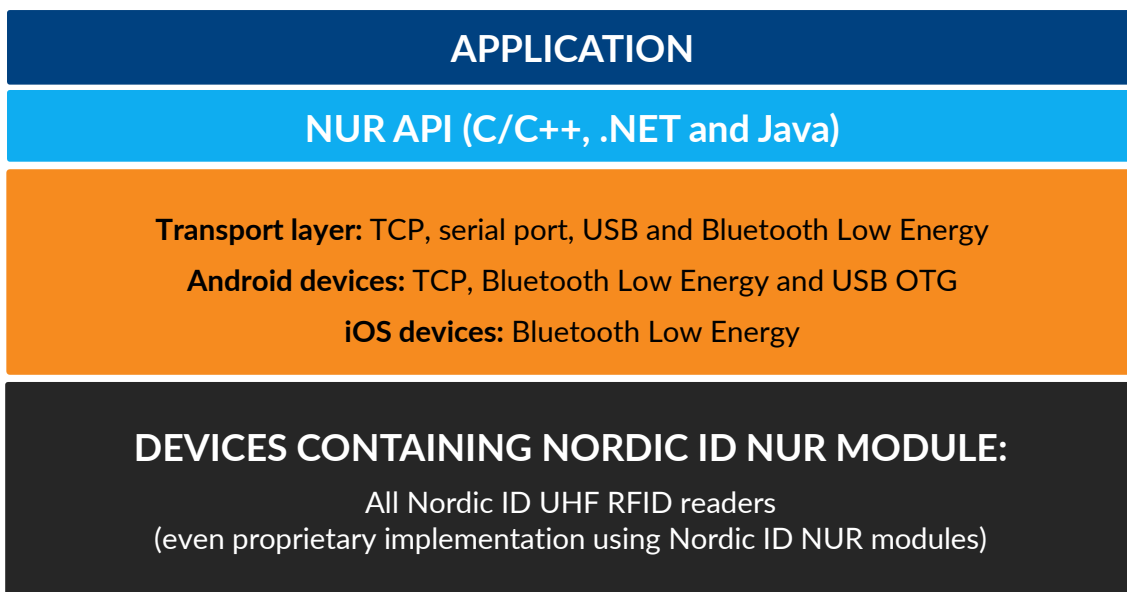 APPLICATION
NUR API (C/C++, .NET and Java)
Transport layer: TCP, serial port, USB and Bluetooth Low Energy
Android devices: TCP, Bluetooth Low Energy and USB OTG
iOS devices: Bluetooth Low Energy
DEVICES CONTAINING NORDIC ID NUR MODULE:
All Nordic ID UHF RFID readers
(even proprietary implementation using Nordic ID NUR modules)